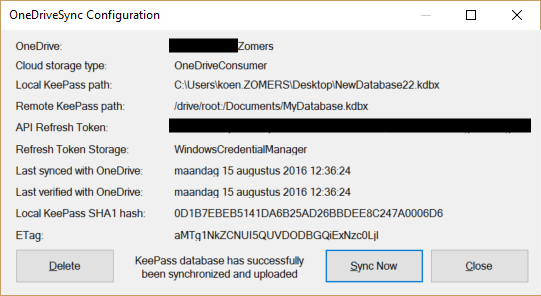 OneDriveSync Configuration
OneDrive: Zomers
Cloud storage type: OneDriveConsumer
Local KeePass path: C:\Users\koen.ZOMERS\Desktop\NewDatabase22.kdbx
Remote KeePass path: /drive/root:/Documents/MyDatabase.kdbx
API Refresh Token:
Refresh Token Storage: WindowsCredentialManager
Last synced with OneDrive: maandag 15 augustus 2016 12:36:24
Last verified with OneDrive: maandag 15 augustus 2016 12:36:24
Local KeePass SHA1 hash: 0D1B7EBEB5141DA6B25AD26BBDEE8C247A0006D6
ETag: aMTg1NkZCNUI5QUVDODBGQiExNzc0LjI
Delete
KeePass database has successfully
been synchronized and uploaded
Sync Now
Close